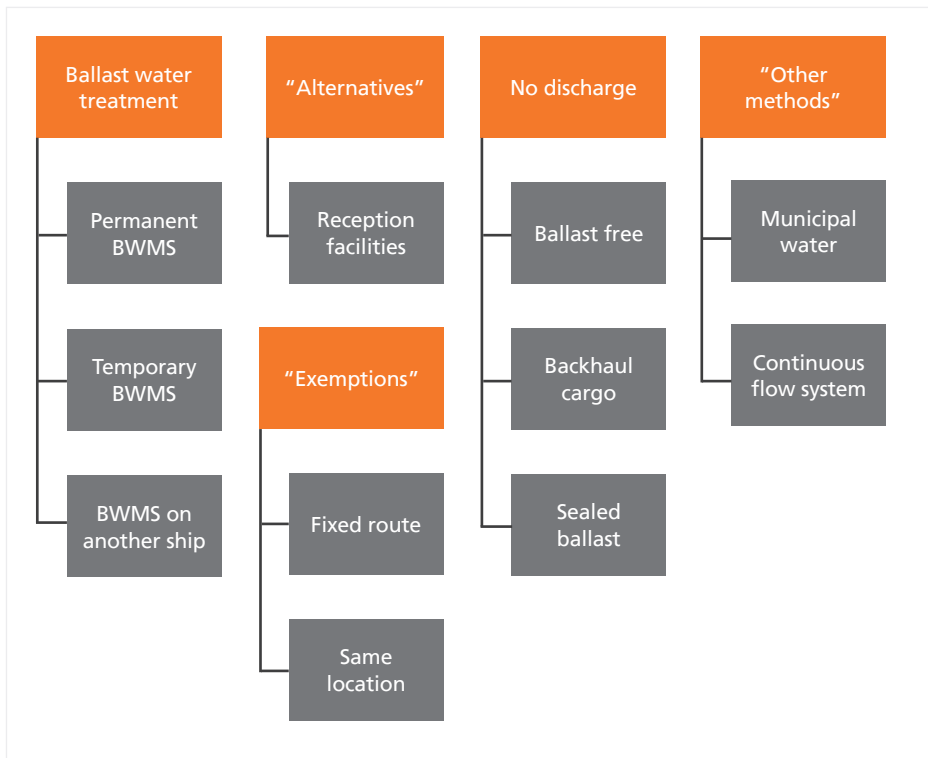 Ballast water
treatment
Permanent
BWMS
Temporary
BWMS
BWMS on
another ship
“Alternatives”
Reception
facilities
“Exemptions”
Fixed route
Same
location
No discharge
Ballast free
Backhaul
cargo
Sealed
ballast
“Other
methods”
Municipal
water
Continuous
flow system